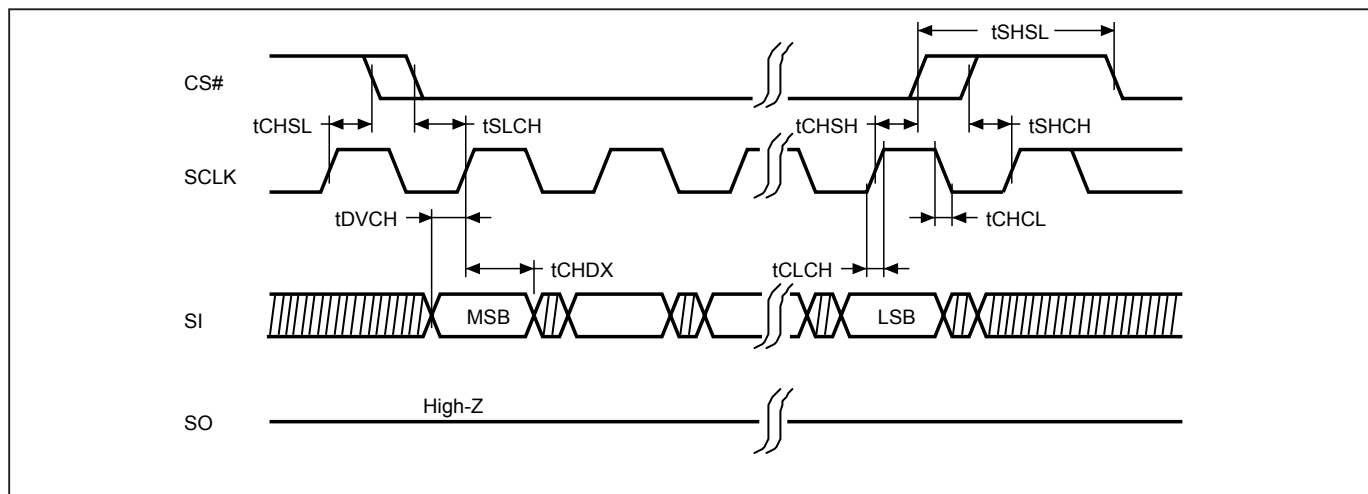 tSHSL
CS#
tCHSL
tSLCH
tCHSH
tSHCH
SCLK
tDVCH
tCHCL
tCHDX
tCLCH
SI
MSB
LSB
High-Z
SO